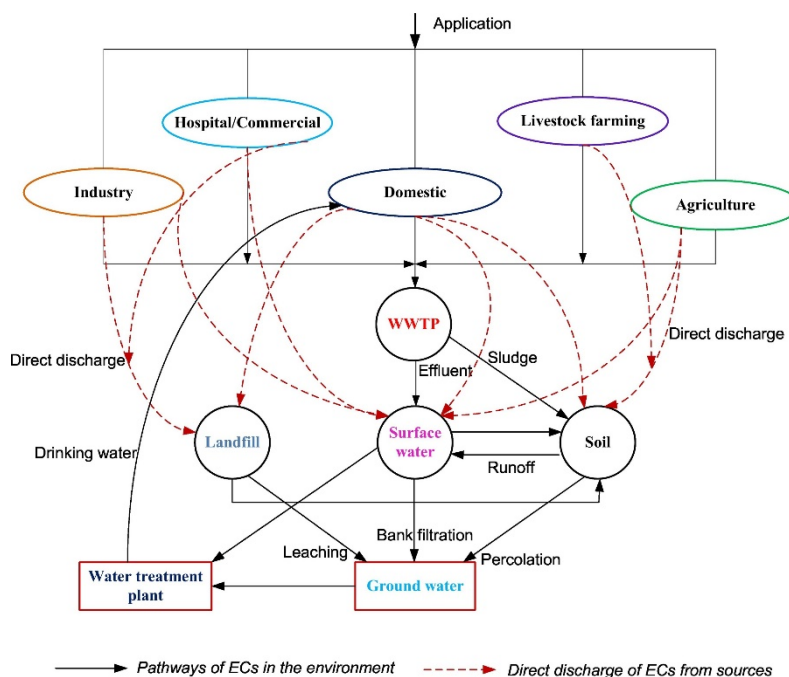 Application
Hospital/Commercial
Livestock farming
Industry
Domestic
Agriculture
WWTP
Direct discharge
Direct discharge
Sludge
Effluent
Landfill
Surface
water
Soil
Drinking water
Runoff
Bank filtration
Leaching
Percolation
Water treatment
plant
Ground water
Pathways of ECs in the environment
Direct discharge of ECs from sources